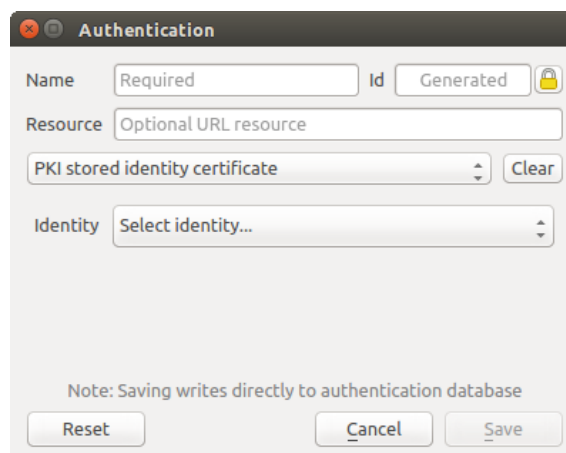 Authentication
Name Required Id Generated
Resource Optional URL resource
PKI stored identity certificate Clear
Identity Select identity...
Note: Saving writes directly to authentication database
Reset Cancel Save